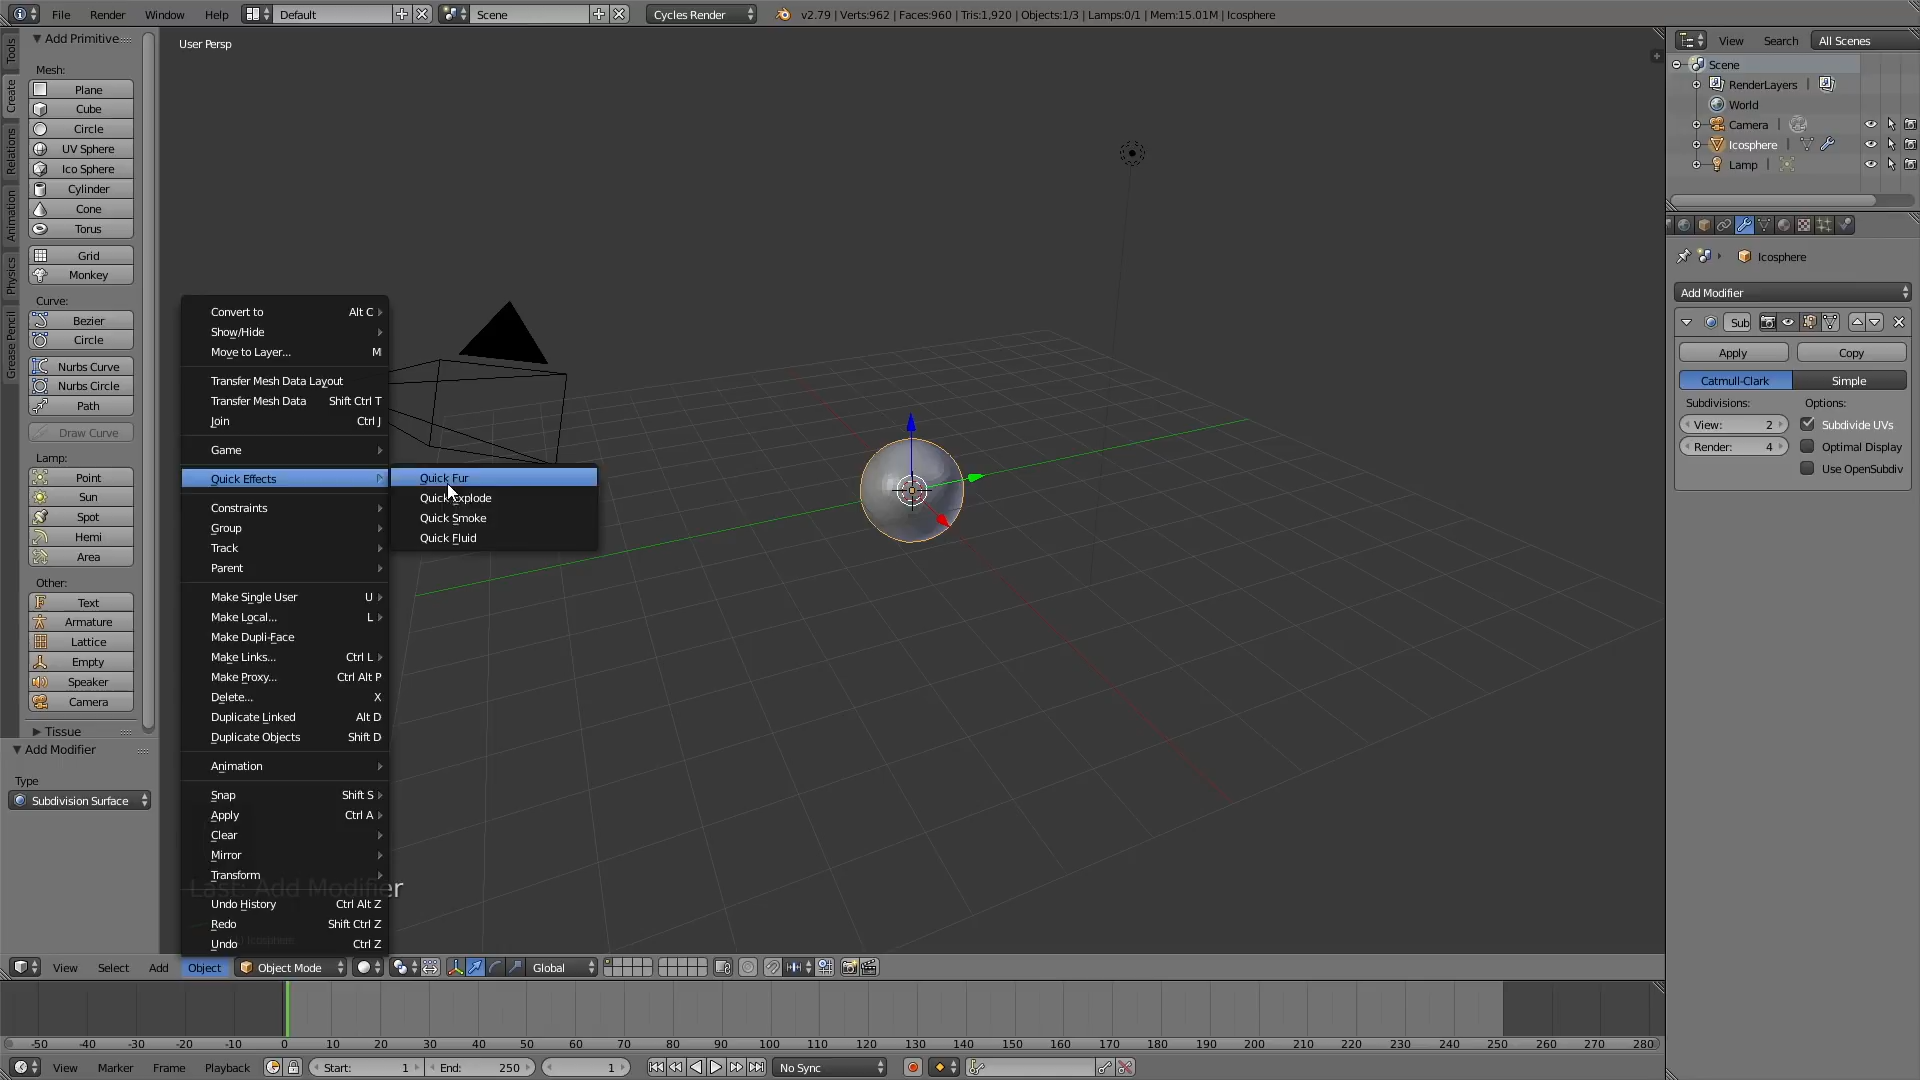 File Render Window Help Default Scene Cycles Render v2.79 | Verts:962 | Faces:960 | Tris:1,920 | Objects:1/3 | Lamps:0/1 | Mem:15.01M | Icosphere
Tools
Create
Relations
Animation
Physics
Grease Pencil
Add Primitive
Mesh:
Plane
Cube
Circle
UV Sphere
Ico Sphere
Cylinder
Cone
Torus
Grid
Monkey
Curve:
Bezier
Circle
Nurbs Curve
Nurbs Circle
Path
Draw Curve
Lamp:
Point
Sun
Spot
Hemi
Area
Other:
Text
Armature
Lattice
Empty
Speaker
Camera
Tissue
Add Modifier
Type
Subdivision Surface
User Persp
Convert to Alt C
Show/Hide
Move to Layer... M
Transfer Mesh Data Layout
Transfer Mesh Data Shift Ctrl T
Join Ctrl J
Game
Quick Effects
Constraints
Group
Track
Parent
Make Single User U
Make Local... L
Make Dupli-Face
Make Links... Ctrl L
Make Proxy... Ctrl Alt P
Delete... X
Duplicate Linked Alt D
Duplicate Objects Shift D
Animation
Snap Shift S
Apply Ctrl A
Clear
Mirror
Transform
Last: Add Modifier
Undo History Ctrl Alt Z
Redo Shift Ctrl Z
Undo Ctrl Z
Quick Fur
Quick Explode
Quick Smoke
Quick Fluid
View Search All Scenes
Scene
RenderLayers
World
Camera
Icosphere
Lamp
Icosphere
Add Modifier
Sub
Apply Copy
Catmull-Clark Simple
Subdivisions: Options:
View: 2 Subdivide UVs
Render: 4 Optimal Display
Use OpenSubdiv
View Select Add Object Object Mode Global
-50 -40 -30 -20 -10 0 10 20 30 40 50 60 70 80 90 100 110 120 130 140 150 160 170 180 190 200 210 220 230 240 250 260 270 280
View Marker Frame Playback Start: 1 End: 250 1 No Sync